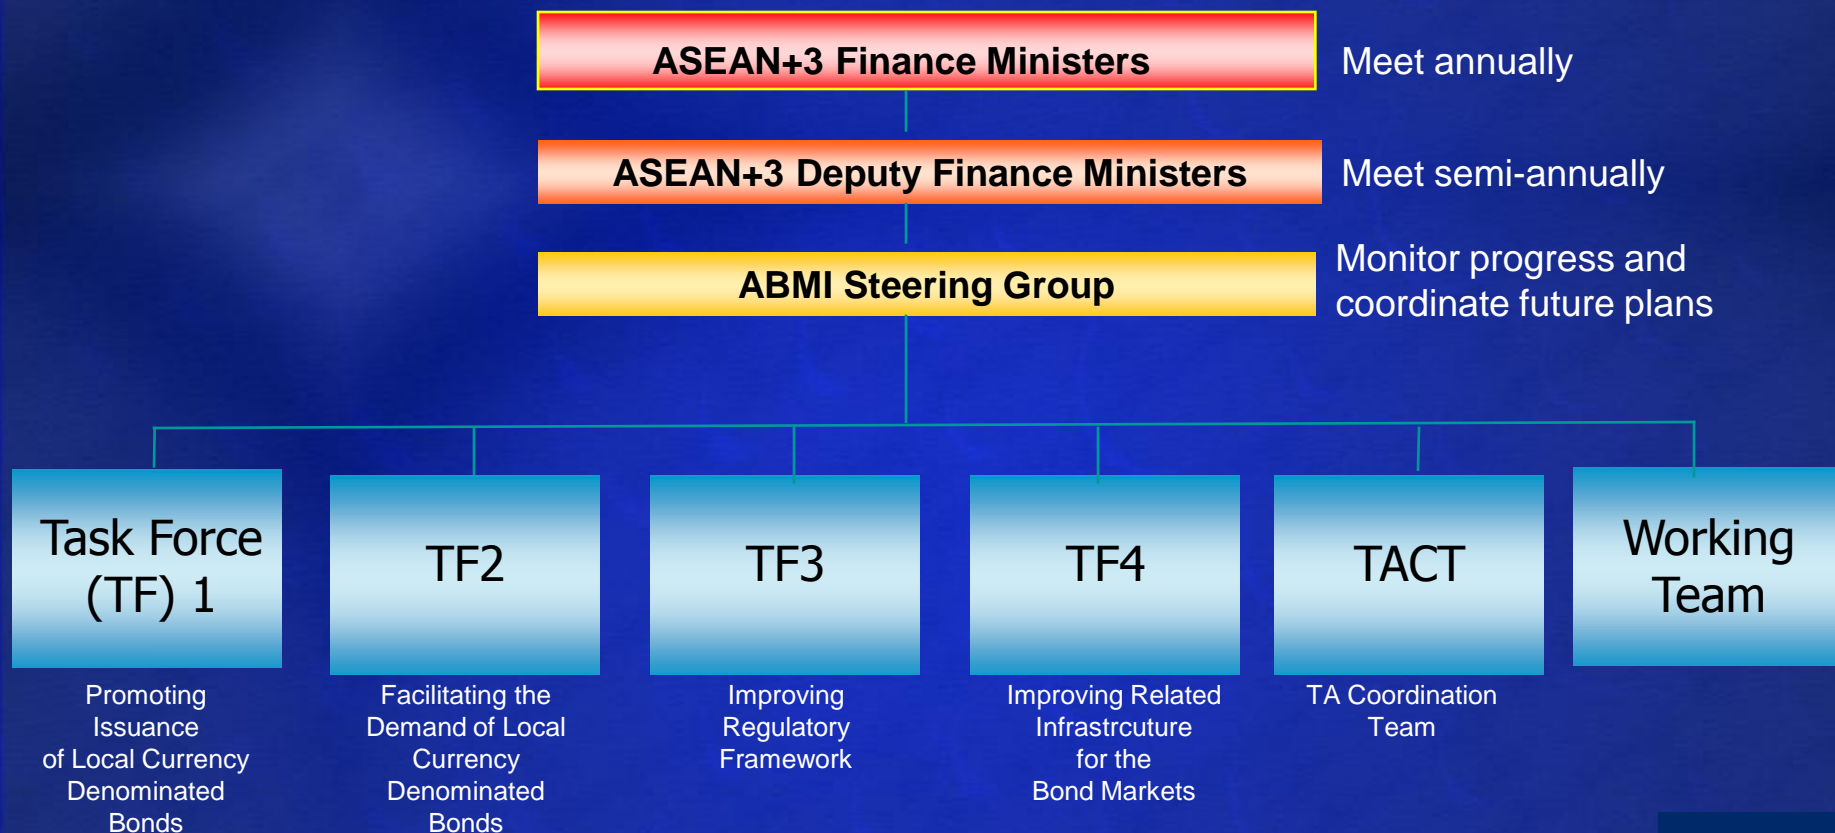 ASEAN+3 Finance Ministers
Meet annually
ASEAN+3 Deputy Finance Ministers
Meet semi-annually
ABMI Steering Group
Monitor progress and
coordinate future plans
Task Force
(TF) 1
Promoting
Issuance
of Local Currency
Denominated
Bonds
TF2
Facilitating the
Demand of Local
Currency
Denominated
Bonds
TF3
Improving
Regulatory
Framework
TF4
Improving Related
Infrastrcuture
for the
Bond Markets
TACT
TA Coordination
Team
Working
Team